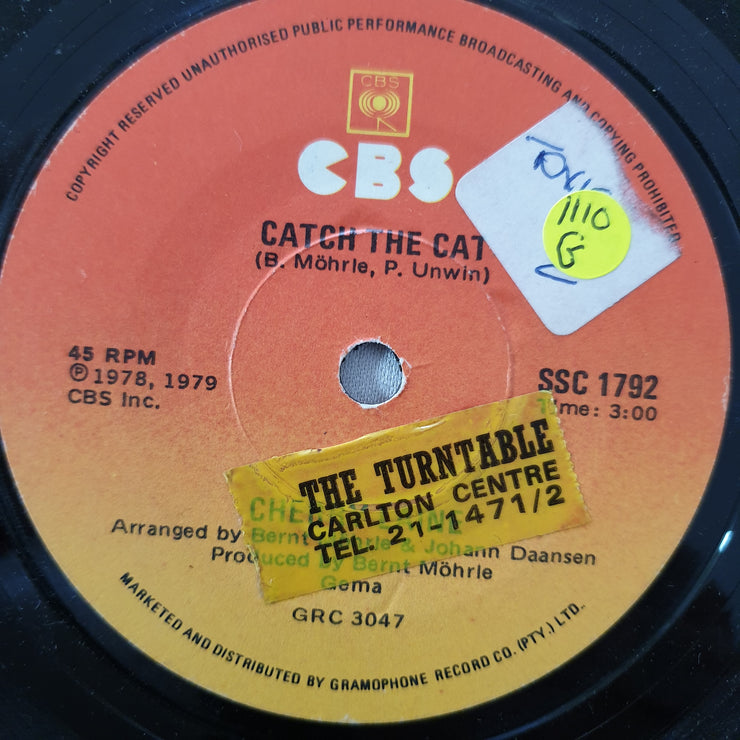 COPYRIGHT RESERVED UNAUTHORISED PUBLIC PERFORMANCE BROADCASTING AND COPYING PROHIBITED
CBS
CBS
1110
G
CATCH THE CAT
(B. Möhrle, P. Unwin)
45 RPM
Ⓟ 1978, 1979
CBS Inc.
SSC 1792
Time: 3:00
THE TURNTABLE
CARLTON CENTRE
TEL. 21-1471/2
Arranged by Bernt Möhrle & Johann Daansen
Produced by Bernt Möhrle
Gema
GRC 3047
MARKETED AND DISTRIBUTED BY GRAMOPHONE RECORD CO. (PTY.) LTD.